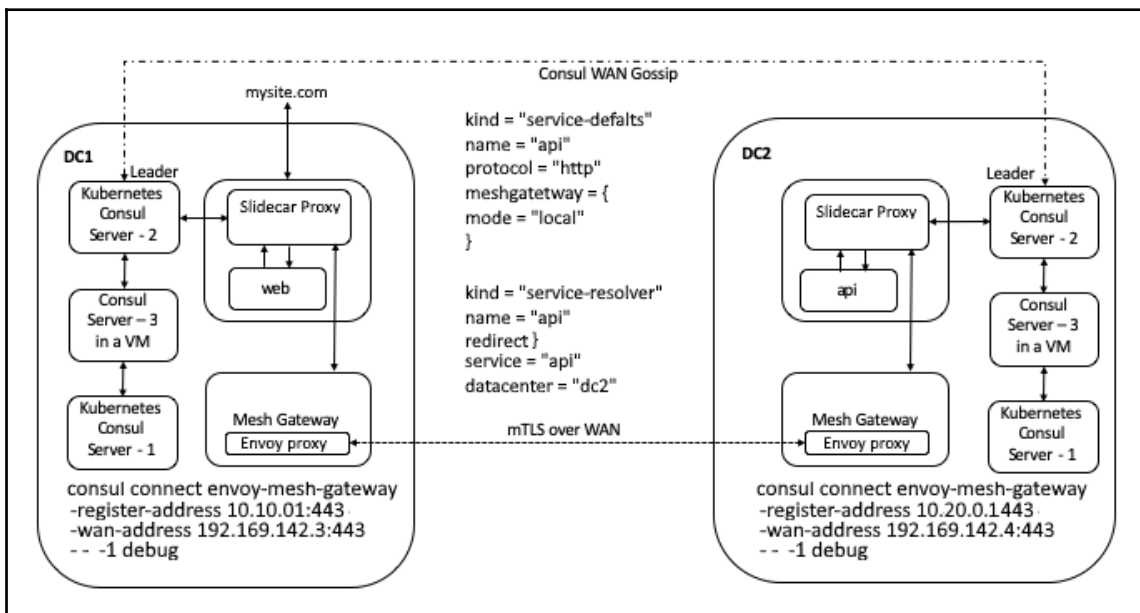 Consul WAN Gossip
mysite.com
DC1
Leader
Kubernetes
Consul
Server - 2
Slidecar Proxy
web
Consul
Server – 3
in a VM
Kubernetes
Consul
Server - 1
Mesh Gateway
Envoy proxy
consul connect envoy-mesh-gateway
-register-address 10.10.01:443
-wan-address 192.169.142.3:443
-- -1 debug
kind = "service-defalts"
name = "api"
protocol = "http"
meshgatetway = {
mode = "local"
}
kind = "service-resolver"
name = "api"
redirect }
service = "api"
datacenter = "dc2"
mTLS over WAN
DC2
Leader
Slidecar Proxy
api
Kubernetes
Consul
Server - 2
Consul
Server – 3
in a VM
Kubernetes
Consul
Server - 1
Mesh Gateway
Envoy proxy
consul connect envoy-mesh-gateway
-register-address 10.20.0.1443
-wan-address 192.169.142.4:443
-- -1 debug